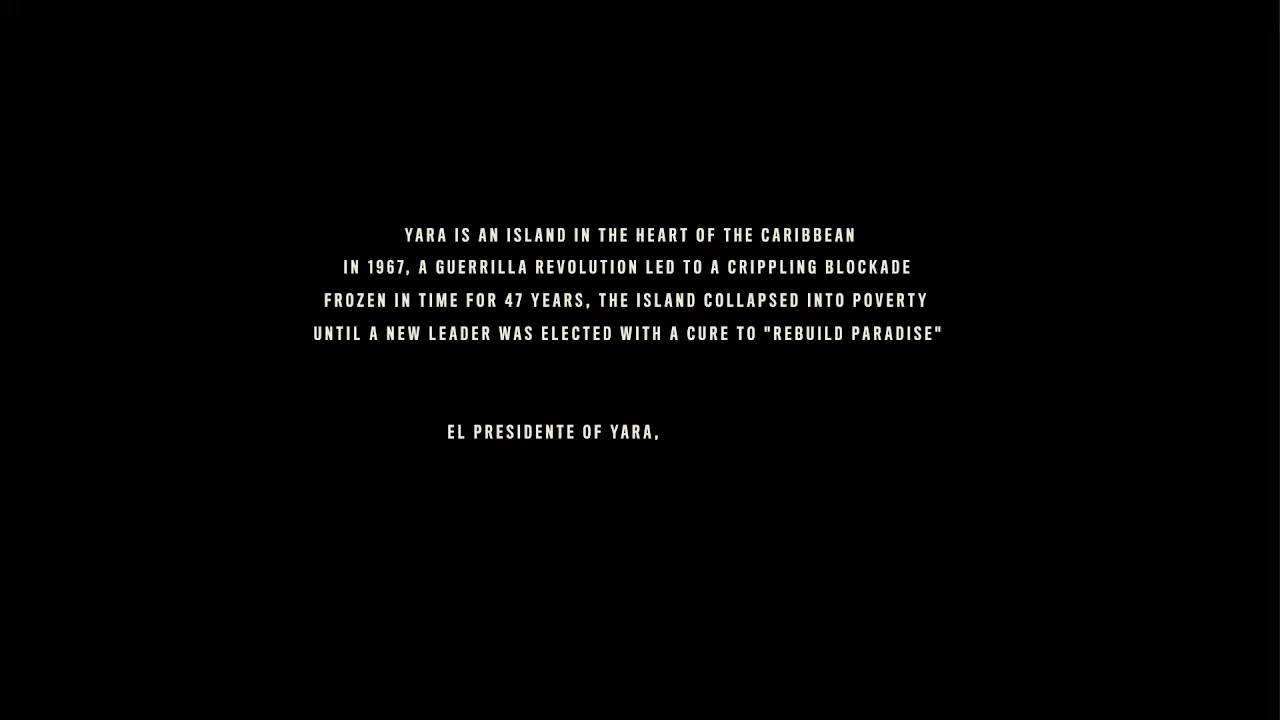 YARA IS AN ISLAND IN THE HEART OF THE CARIBBEAN
IN 1967, A GUERRILLA REVOLUTION LED TO A CRIPPLING BLOCKADE
FROZEN IN TIME FOR 47 YEARS, THE ISLAND COLLAPSED INTO POVERTY
UNTIL A NEW LEADER WAS ELECTED WITH A CURE TO "REBUILD PARADISE"
EL PRESIDENTE OF YARA,